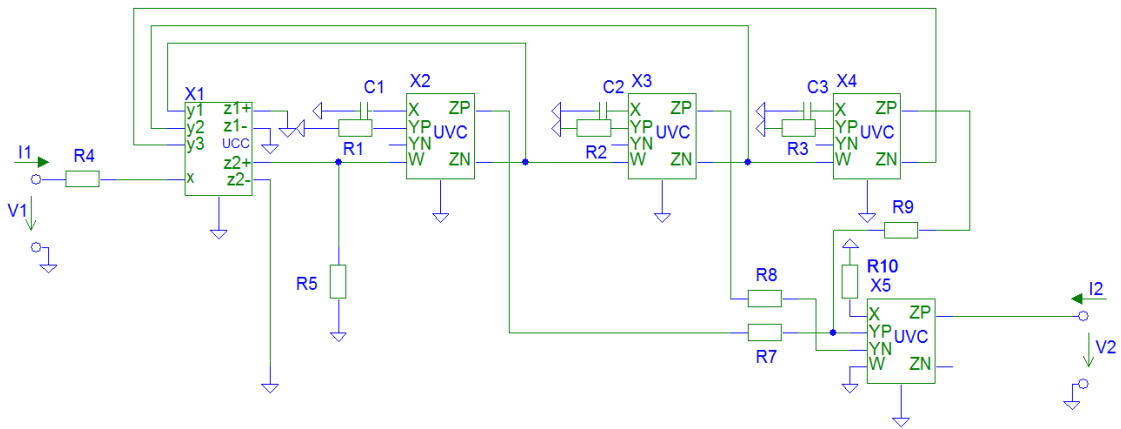 C1 X2 C2 X3 C3 X4
X1
y1 z1+ X ZP X ZP X ZP
y2 z1- YP UVC YP UVC YP UVC
y3 UCC YN YN YN
z2+ W ZN W ZN W ZN
R1 R2 R3
I1 R4
x z2-
V1
R9
R5 R8 R10
X5
I2
X ZP
R7 YP UVC
YN
W ZN
V2